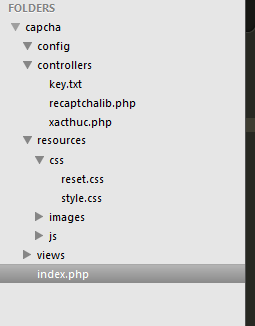 FOLDERS
capcha
config
controllers
key.txt
recaptchalib.php
xacthuc.php
resources
css
reset.css
style.css
images
js
views
index.php